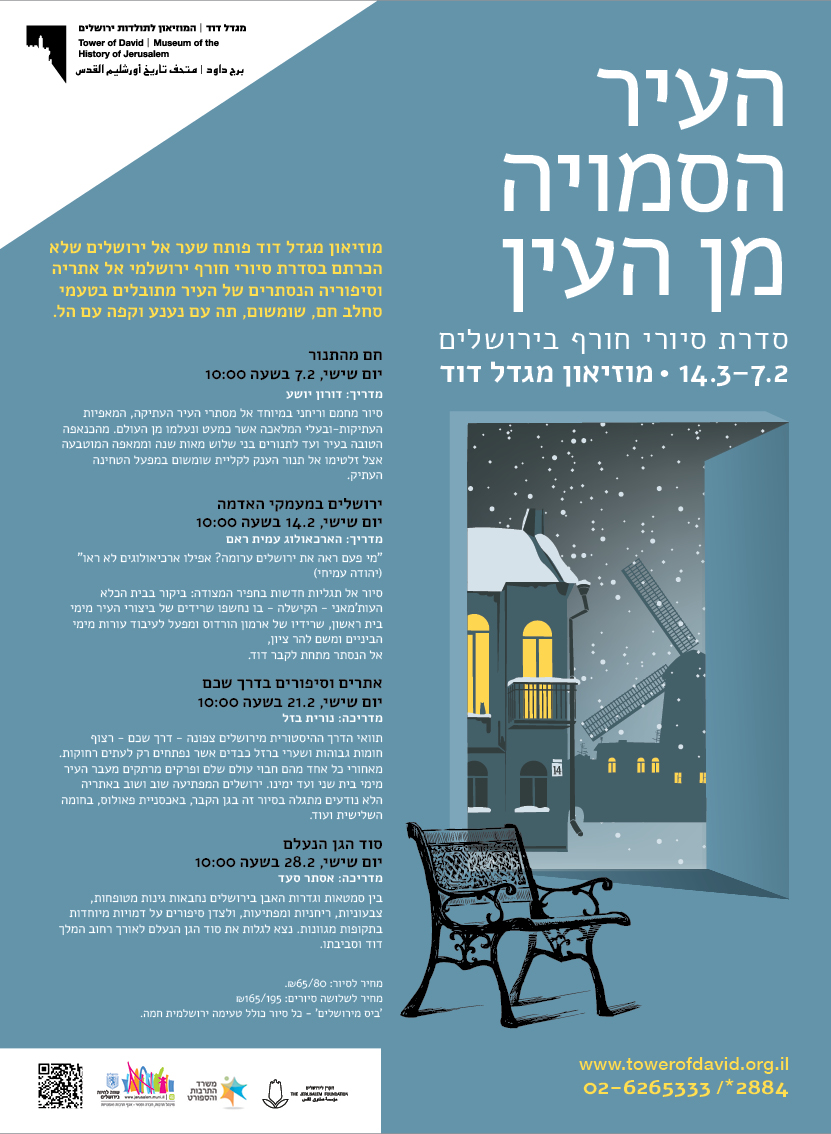 מגדל דוד | המוזיאון לתולדות ירושלים
Tower of David | Museum of the
History of Jerusalem
برج داود | متحف تاريخ أورشليم القدس
העיר
הסמויה
מן העין
סדרת סיורי חורף בירושלים
14.3–7.2 • מוזיאון מגדל דוד
מוזיאון מגדל דוד פותח שער אל ירושלים שלא
הכרתם בסדרת סיורי חורף ירושלמי אל אתריה
וסיפוריה הנסתרים של העיר מתובלים בטעמי
סחלב חם, שומשום, תה עם נענע וקפה עם הל.
חם מהתנור
יום שישי, 7.2 בשעה 10:00
מדריך: דורון יושע
סיור מחמם וריחני במיוחד אל מסתרי העיר העתיקה, המאפיות
העתיקות-ובעלי המלאכה אשר כמעט ונעלמו מן העולם. מהכנאפה
הטובה בעיר ועד לתנורים בני שלוש מאות שנה וממאפה המוטבעה
אצל זלטימו אל תנור הענק לקליית שומשום במפעל הטחינה
העתיק.
ירושלים במעמקי האדמה
יום שישי, 14.2 בשעה 10:00
מדריך: הארכאולוג עמית ראם
"מי פעם ראה את ירושלים ערומה? אפילו ארכיאולוגים לא ראו"
(יהודה עמיחי)
סיור אל תגליות חדשות בחפיר המצודה: ביקור בבית הכלא
העות'מאני - הקישלה - בו נחשפו שרידים של ביצורי העיר מימי
בית ראשון, שרידיו של ארמון הורדוס ומפעל לעיבוד עורות מימי
הביניים ומשם להר ציון,
אל הנסתר מתחת לקבר דוד.
אתרים וסיפורים בדרך שכם
יום שישי, 21.2 בשעה 10:00
מדריכה: נורית בזל
תוואי הדרך ההיסטורית מירושלים צפונה - דרך שכם - רצוף
חומות גבוהות ושערי ברזל כבדים אשר נפתחים רק לעתים רחוקות.
מאחורי כל אחד מהם חבוי עולם שלם ופרקים מרתקים מעבר העיר
מימי בית שני ועד ימינו. ירושלים המפתיעה שוב ושוב באתריה
הלא נודעים מתגלה בסיור זה בגן הקבר, באכסניית פאולוס, בחומה
השלישית ועוד.
סוד הגן הנעלם
יום שישי, 28.2 בשעה 10:00
מדריכה: אסתר סעד
בין סמטאות וגדרות האבן בירושלים נחבאות גינות מטופחות,
צבעוניות, ריחניות ומפתיעות, ולצדן סיפורים על דמויות מיוחדות
בתקופות מגוונות. נצא לגלות את סוד הגן הנעלם לאורך רחוב המלך
דוד וסביבתו.
מחיר לסיור: 65/80₪.
מחיר לשלושה סיורים: 165/195₪
'ביס מירושלים' - כל סיור כולל טעימה ירושלמית חמה.
14
www.towerofdavid.org.il
02-6265333 /*2884
www.jerusalem.muni.il
משרד
התרבות
והספורט
הקרן לירושלים
THE JERUSALEM FOUNDATION